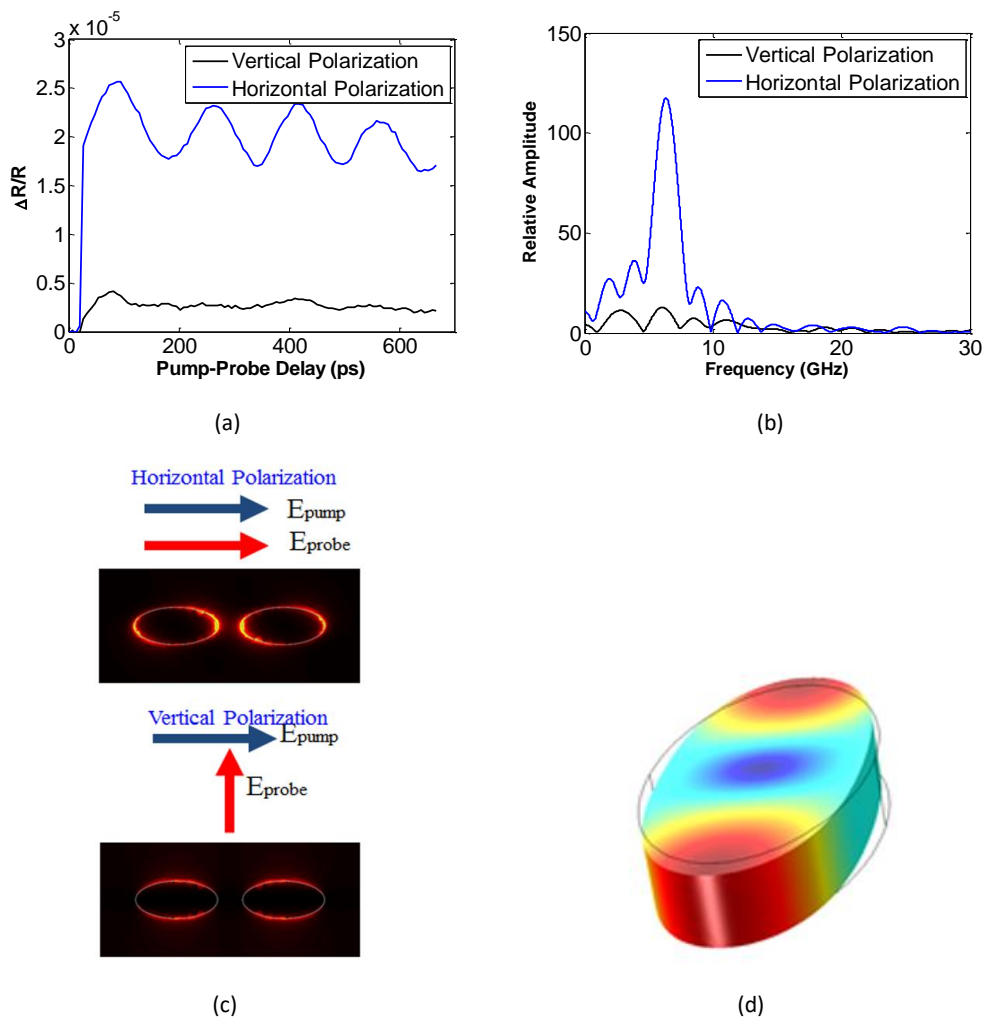 3 x 10⁻⁵
Vertical Polarization
Horizontal Polarization
2.5
2
1.5
1
0.5
0
0 200 400 600
ΔR/R
Pump-Probe Delay (ps)
(a)
150
Vertical Polarization
Horizontal Polarization
100
50
0
0 10 20 30
Relative Amplitude
Frequency (GHz)
(b)
Horizontal Polarization
Epump
Eprobe
Vertical Polarization
Epump
Eprobe
(c)
(d)